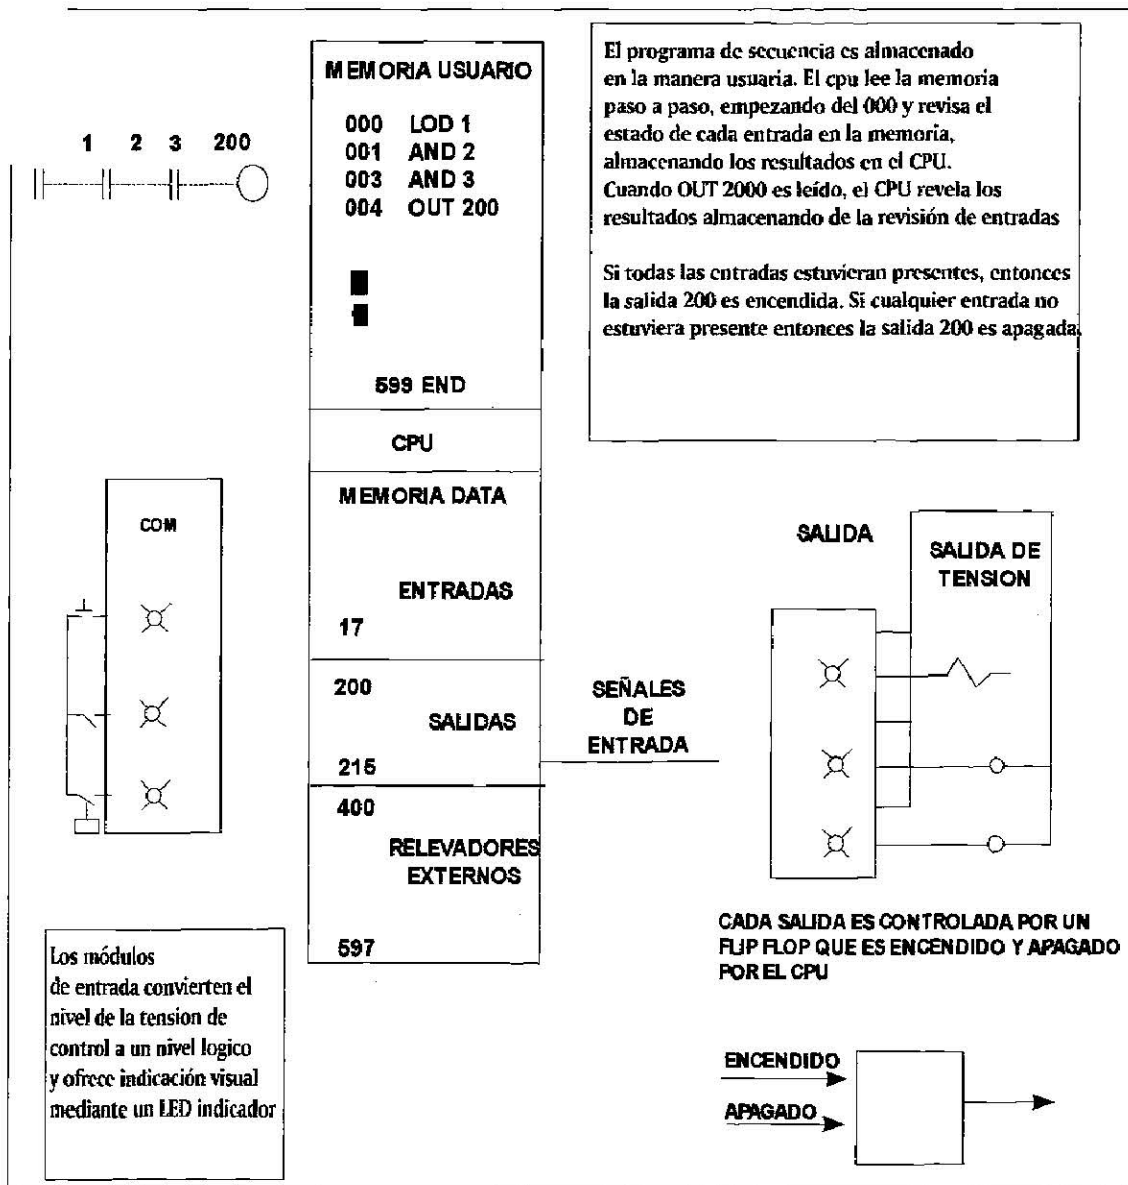 1 2 3 200
MEMORIA USUARIO
000 LOD 1
001 AND 2
003 AND 3
004 OUT 200
599 END
CPU
MEMORIA DATA
ENTRADAS
17
200
SALIDAS
215
400
RELEVADORES
EXTERNOS
597
El programa de secuencia es almacenado
en la manera usuaria. El cpu lee la memoria
paso a paso, empezando del 000 y revisa el
estado de cada entrada en la memoria,
almacenando los resultados en el CPU.
Cuando OUT 2000 es leído, el CPU revela los
resultados almacenando de la revisión de entradas
Si todas las entradas estuvieran presentes, entonces
la salida 200 es encendida. Si cualquier entrada no
estuviera presente entonces la salida 200 es apagada.
COM
SEÑALES
DE
ENTRADA
SALIDA
SALIDA DE
TENSION
Los módulos
de entrada convierten el
nivel de la tension de
control a un nivel logico
y ofrece indicación visual
mediante un LED indicador
CADA SALIDA ES CONTROLADA POR UN
FLIP FLOP QUE ES ENCENDIDO Y APAGADO
POR EL CPU
ENCENDIDO
APAGADO